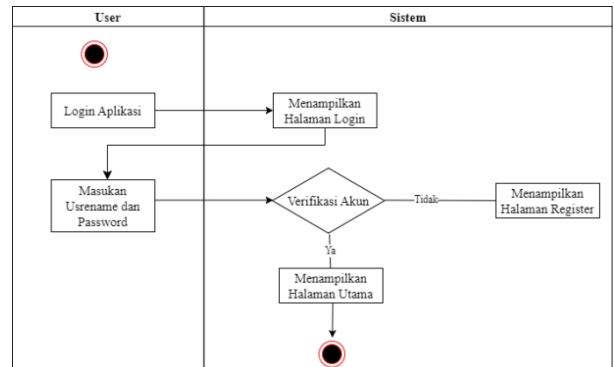 User
Sistem
Login Aplikasi
Menampilkan
Halaman Login
Masukan
Usrename dan
Password
Verifikasi Akun
Tidak
Menampilkan
Halaman Register
Ya
Menampilkan
Halaman Utama